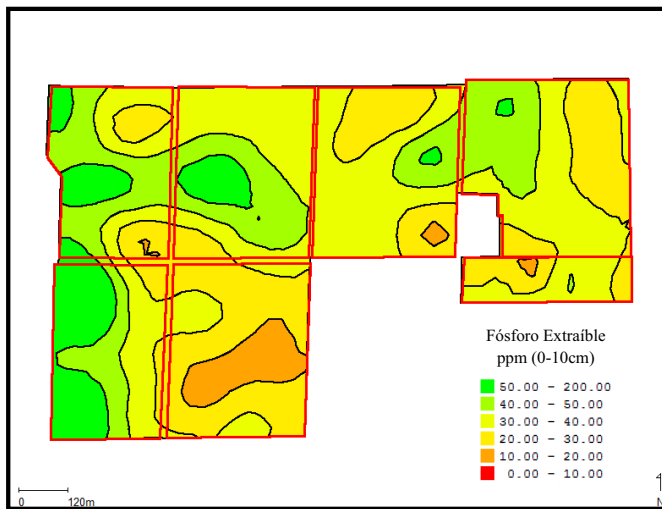 Fósforo Extraíble
ppm (0-10cm)
50.00 - 200.00
40.00 - 50.00
30.00 - 40.00
20.00 - 30.00
10.00 - 20.00
0.00 - 10.00
0 120m
N